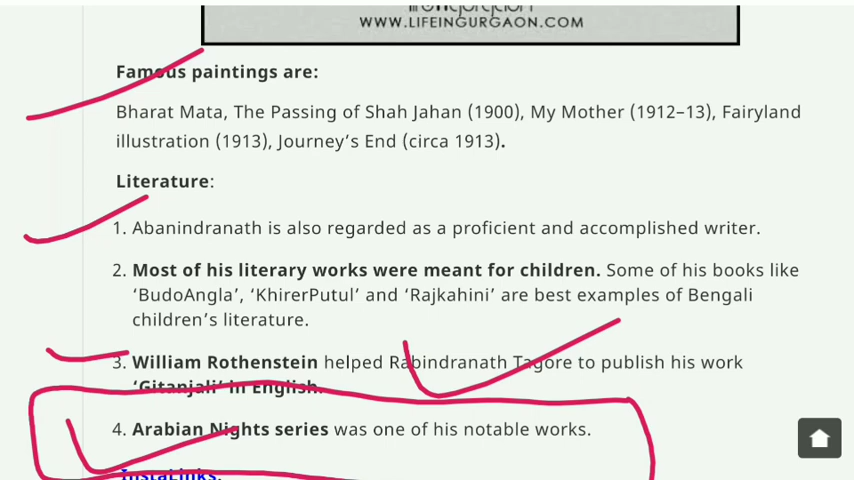 WWW.LIFEINGURGAON.COM
Famous paintings are:
Bharat Mata, The Passing of Shah Jahan (1900), My Mother (1912–13), Fairyland
illustration (1913), Journey’s End (circa 1913).
Literature:
1. Abanindranath is also regarded as a proficient and accomplished writer.
2. Most of his literary works were meant for children. Some of his books like
‘BudoAngla’, ‘KhirerPutul’ and ‘Rajkahini’ are best examples of Bengali
children’s literature.
3. William Rothenstein helped Rabindranath Tagore to publish his work
‘Gitanjali’ in English.
4. Arabian Nights series was one of his notable works.
InstaLinks: